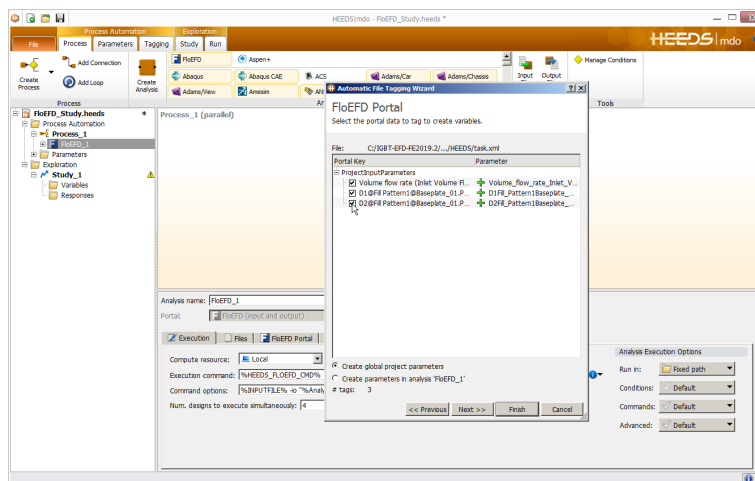 HEEDS|mdo - FloEFD_Study.heeds *
Process Automation
Exploration
File
Process
Parameters
Tagging
Study
Run
HEEDS|mdo
Create Process
Add Connection
Add Loop
Create Analysis
FloEFD
Aspen+
Abaqus
Abaqus CAE
ACS
Adams/Car
Adams/Chassis
Adams/View
Amesim
Input
Output
Manage Conditions
Process
Tools
FloEFD_Study.heeds *
Process Automation
Process_1
FloEFD_1
Parameters
Exploration
Study_1
Variables
Responses
Process_1 (parallel)
Automatic File Tagging Wizard
FloEFD Portal
Select the portal data to tag to create variables.
File: C:/IGBT-EFD-FE2019.2/.../HEEDS/task.xml
Portal Key
Parameter
ProjectInputParameters
Volume flow rate (Inlet Volume Fl...
Volume_flow_rate_Inlet_V...
D1@Fill Pattern1@Baseplate_01.P...
D1Fill_Pattern1Baseplate_...
D2@Fill Pattern1@Baseplate_01.P...
D2Fill_Pattern1Baseplate_...
Create global project parameters
Create parameters in analysis 'FloEFD_1'
# tags: 3
<< Previous
Next >>
Finish
Cancel
Analysis name: FloEFD_1
Portal: FloEFD (input and output)
Execution
Files
FloEFD Portal
Compute resource: Local
Execution command: %HEEDS_FLOEFD_CMD%
Command options: %INPUTFILE% -io "%Analy
Num. designs to execute simultaneously: 4
Analysis Execution Options
Run in: Fixed path
Conditions: Default
Commands: Default
Advanced: Default